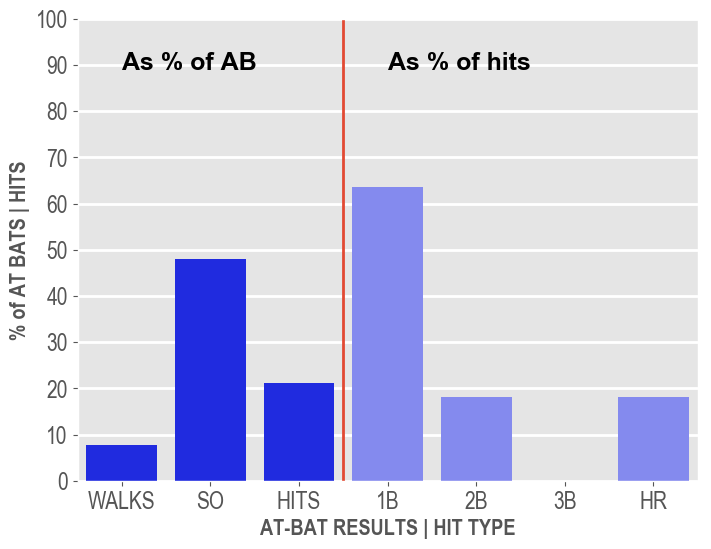 100
90
80
70
60
50
40
30
20
10
0
% of AT BATS | HITS
As % of AB
As % of hits
WALKS SO HITS 1B 2B 3B HR
AT-BAT RESULTS | HIT TYPE